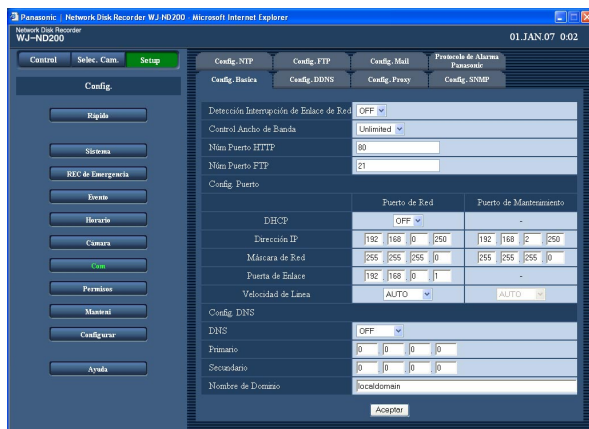 Panasonic | Network Disk Recorder WJ-ND200 - Microsoft Internet Explorer
Network Disk Recorder
WJ-ND200
01.JAN.07 0:02
Control Selec. Cam. Setup
Config.
Rápido
Sistema
REC de Emergencia
Evento
Horario
Cámara
Com
Permisos
Manteni
Configurar
Ayuda
Config. NTP Config. FTP Config. Mail Protocolo de Alarma
Panasonic
Config. Basica Config. DDNS Config. Proxy Config. SNMP
Detección Interrupción de Enlace de Red OFF
Control Ancho de Banda Unlimited
Núm Puerto HTTP 80
Núm Puerto FTP 21
Config. Puerto
Puerto de Red Puerto de Mantenimiento
DHCP OFF -
Dirección IP 192 . 168 . 0 . 250 192 . 168 . 2 . 250
Máscara de Red 255 . 255 . 255 . 0 255 . 255 . 255 . 0
Puerta de Enlace 192 . 168 . 0 . 1 -
Velocidad de Linea AUTO AUTO
Config. DNS
DNS OFF
Primario 0 . 0 . 0 . 0
Secundario 0 . 0 . 0 . 0
Nombre de Dominio localdomain
Aceptar